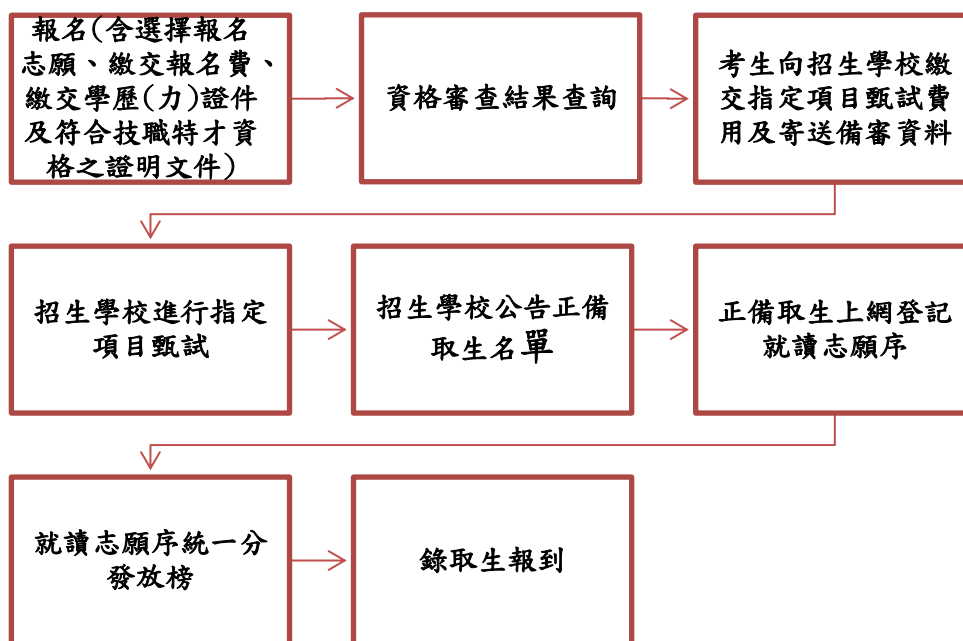 報名(含選擇報名
志願、繳交報名費、
繳交學歷(力)證件
及符合技職特才資
格之證明文件)
資格審查結果查詢
考生向招生學校繳
交指定項目甄試費
用及寄送備審資料
招生學校進行指定
項目甄試
招生學校公告正備
取生名單
正備取生上網登記
就讀志願序
就讀志願序統一分
發放榜
錄取生報到